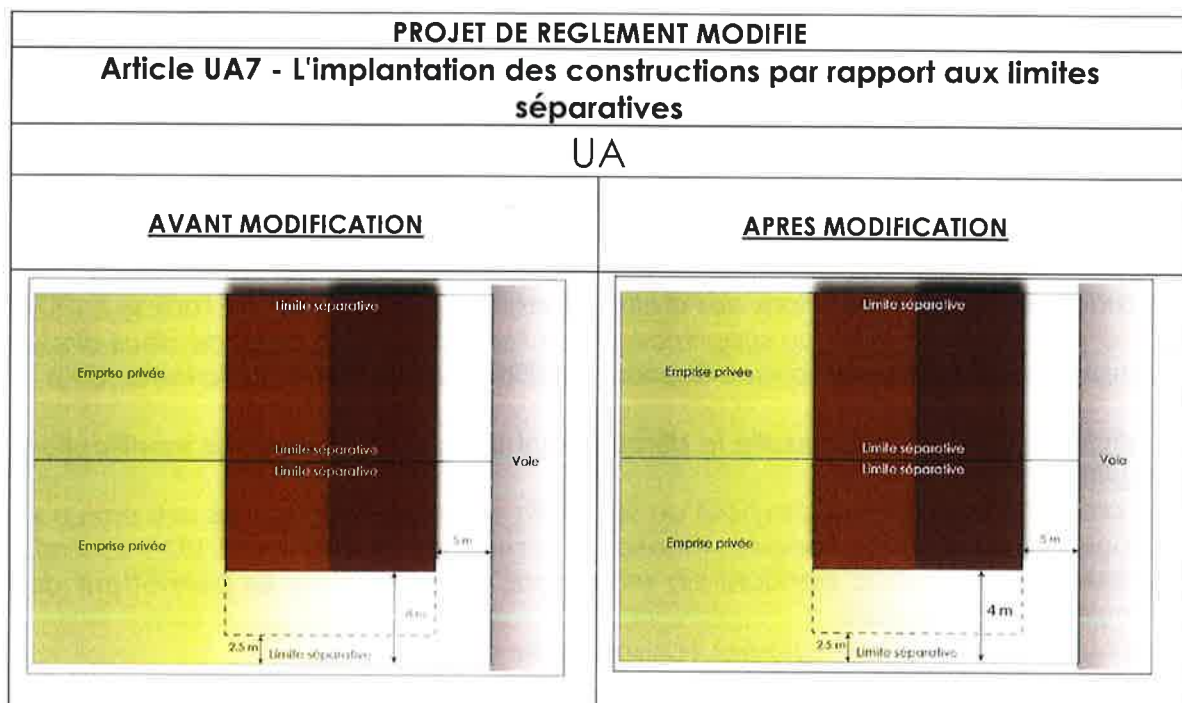 PROJET DE REGLEMENT MODIFIE
Article UA7 - L'implantation des constructions par rapport aux limites
séparatives
UA
AVANT MODIFICATION
Limite séparative
Emprise privée
Limite séparative
Limite séparative
Voie
Emprise privée
5 m
2.5 m
Limite séparative
APRES MODIFICATION
Limite séparative
Emprise privée
Limite séparative
Limite séparative
Voie
Emprise privée
5 m
4 m
2.5 m
Limite séparative